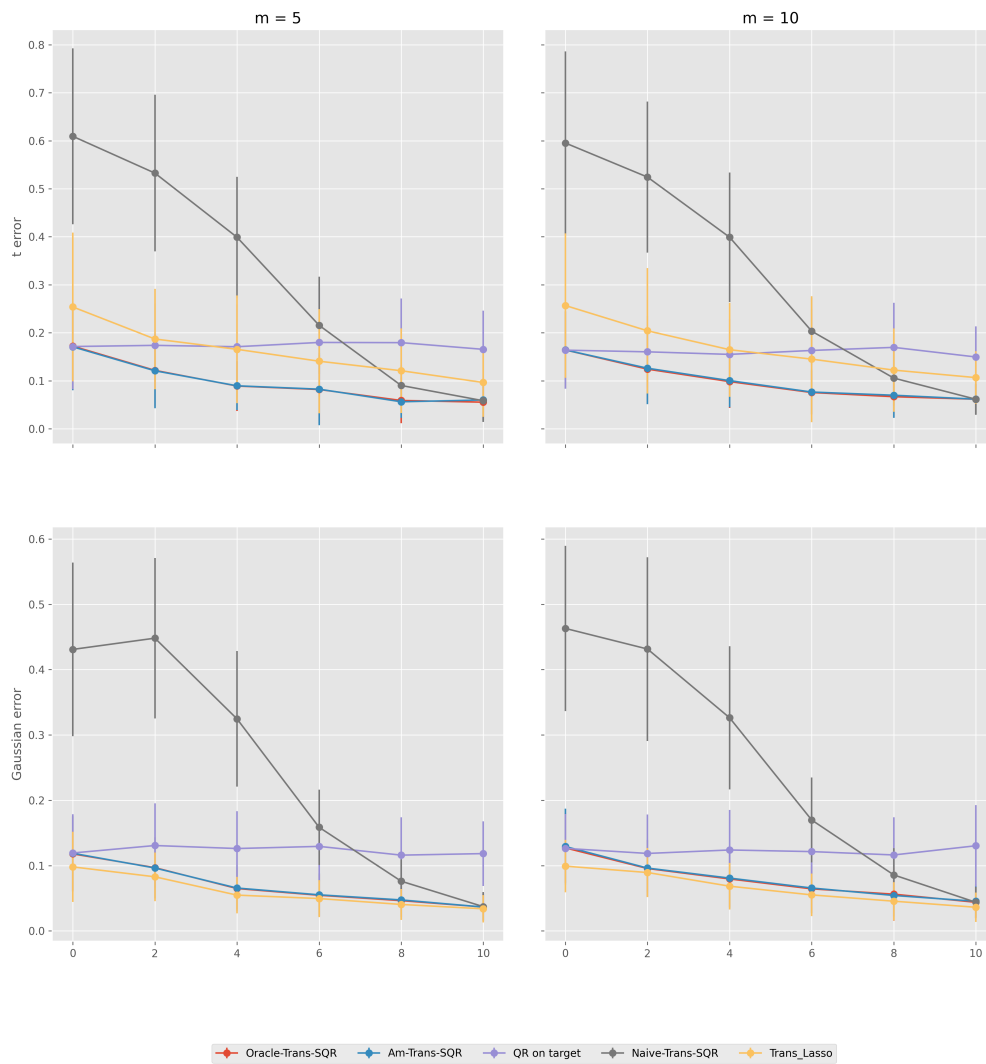 m = 5
m = 10
0.8
0.7
0.6
0.5
0.4
0.3
0.2
0.1
0.0
t error
0.6
0.5
0.4
0.3
0.2
0.1
0.0
Gaussian error
0 2 4 6 8 10
0 2 4 6 8 10
Oracle-Trans-SQR Am-Trans-SQR QR on target Naive-Trans-SQR Trans_Lasso